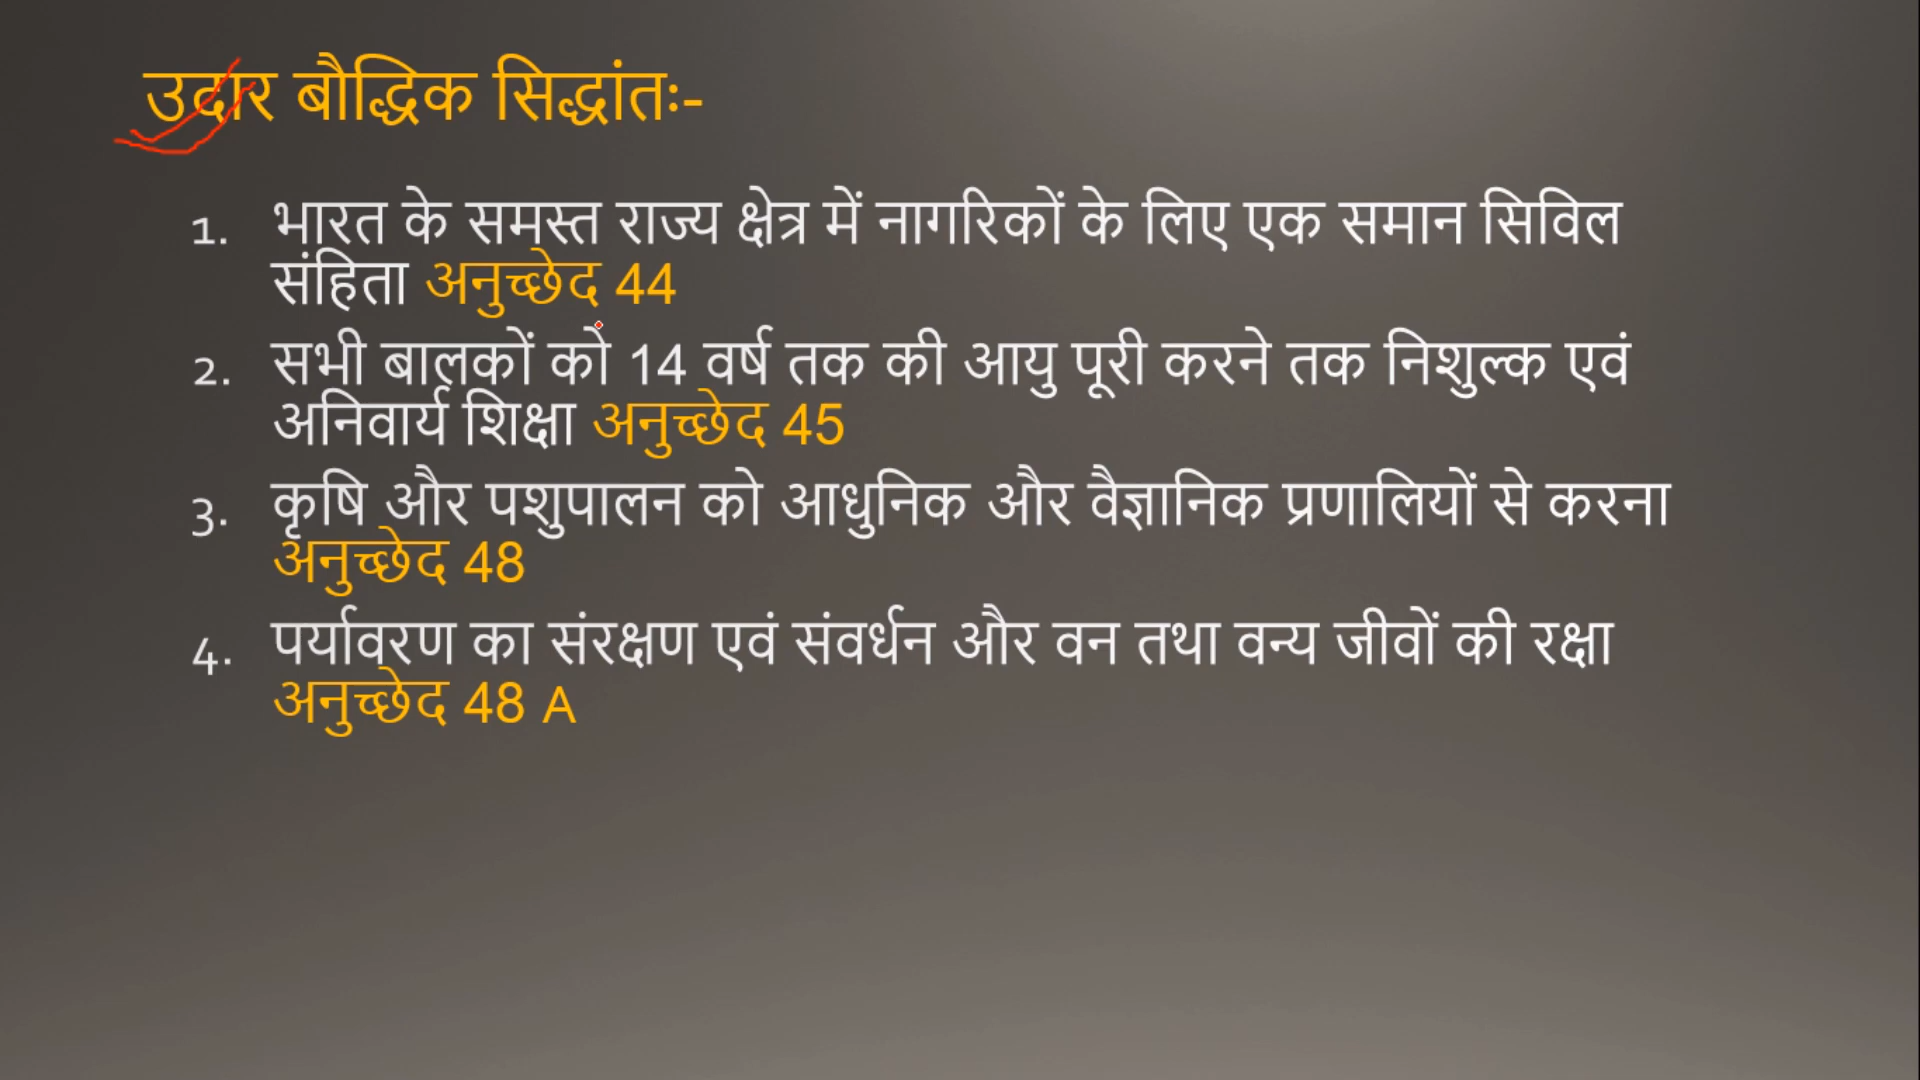 उदार बौद्धिक सिद्धांतः-
1. भारत के समस्त राज्य क्षेत्र में नागरिकों के लिए एक समान सिविल
संहिता अनुच्छेद 44
2. सभी बालकों को 14 वर्ष तक की आयु पूरी करने तक निशुल्क एवं
अनिवार्य शिक्षा अनुच्छेद 45
3. कृषि और पशुपालन को आधुनिक और वैज्ञानिक प्रणालियों से करना
अनुच्छेद 48
4. पर्यावरण का संरक्षण एवं संवर्धन और वन तथा वन्य जीवों की रक्षा
अनुच्छेद 48 A